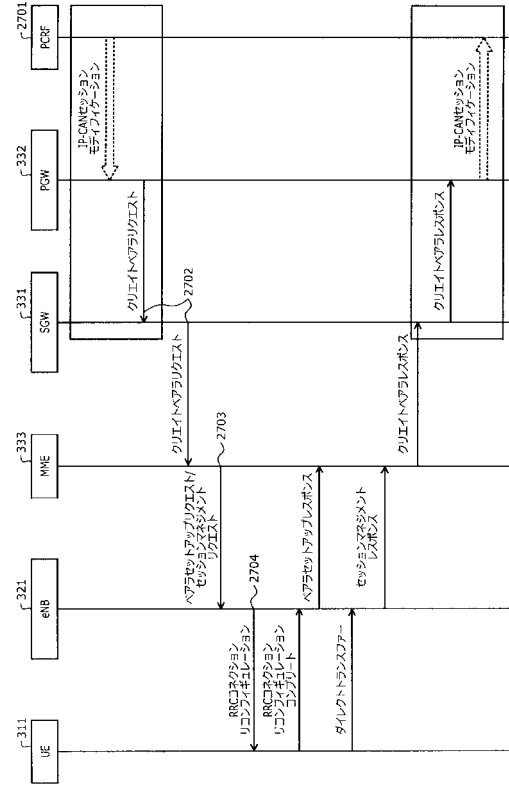 311
UE
321
eNB
333
MME
331
SGW
332
PGW
2701
PCRF
IP-CANセッション
モディフィケーション
クリエイトベアラリクエスト
2702
クリエイトベアラリクエスト
2703
ベアラセットアップリクエスト/
セッションマネジメント
リクエスト
2704
RRCコネクション
リコンフィギュレーション
RRCコネクション
リコンフィギュレーション
コンプリート
ベアラセットアップレスポンス
ダイレクトトランスファー
セッションマネジメント
レスポンス
クリエイトベアラレスポンス
クリエイトベアラレスポンス
IP-CANセッション
モディフィケーション